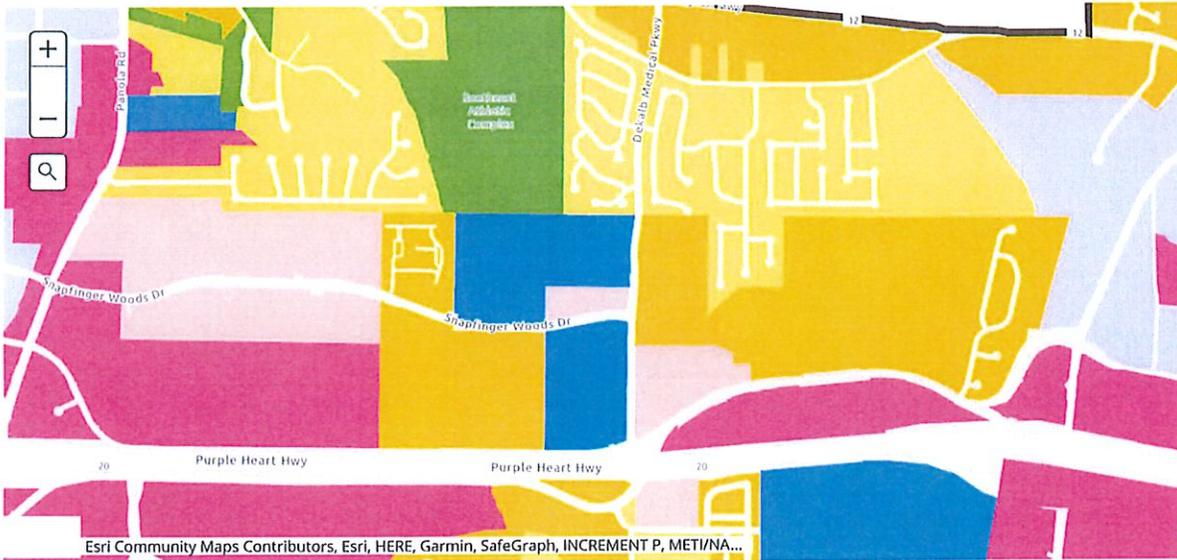 12
12
+
−
Panola Rd
Dekalb Medical Pkwy
Southeast
Athletic
Complex
Snapfinger Woods Dr
Snapfinger Woods Dr
Purple Heart Hwy
Purple Heart Hwy
20
20
Esri Community Maps Contributors, Esri, HERE, Garmin, SafeGraph, INCREMENT P, METI/NA...